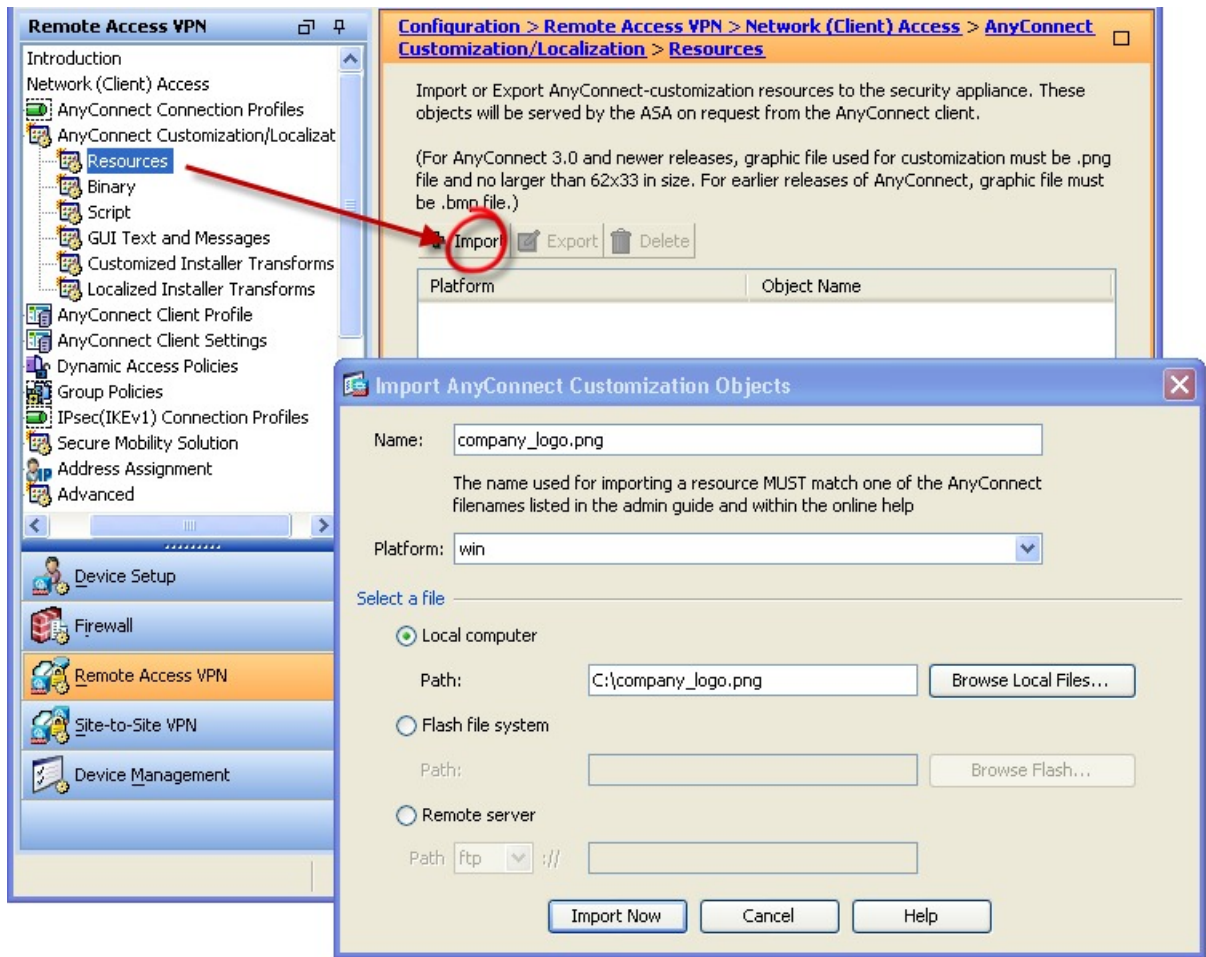 Remote Access VPN
Introduction
Network (Client) Access
AnyConnect Connection Profiles
AnyConnect Customization/Localizat
Resources
Binary
Script
GUI Text and Messages
Customized Installer Transforms
Localized Installer Transforms
AnyConnect Client Profile
AnyConnect Client Settings
Dynamic Access Policies
Group Policies
IPsec(IKEv1) Connection Profiles
Secure Mobility Solution
Address Assignment
Advanced
Device Setup
Firewall
Remote Access VPN
Site-to-Site VPN
Device Management
Configuration > Remote Access VPN > Network (Client) Access > AnyConnect
Customization/Localization > Resources
Import or Export AnyConnect-customization resources to the security appliance. These
objects will be served by the ASA on request from the AnyConnect client.
(For AnyConnect 3.0 and newer releases, graphic file used for customization must be .png
file and no larger than 62x33 in size. For earlier releases of AnyConnect, graphic file must
be .bmp file.)
Import Export Delete
Platform Object Name
Import AnyConnect Customization Objects
Name: company_logo.png
The name used for importing a resource MUST match one of the AnyConnect
filenames listed in the admin guide and within the online help
Platform: win
Select a file
Local computer
Path: C:\company_logo.png Browse Local Files...
Flash file system
Path: Browse Flash...
Remote server
Path ftp ://
Import Now Cancel Help